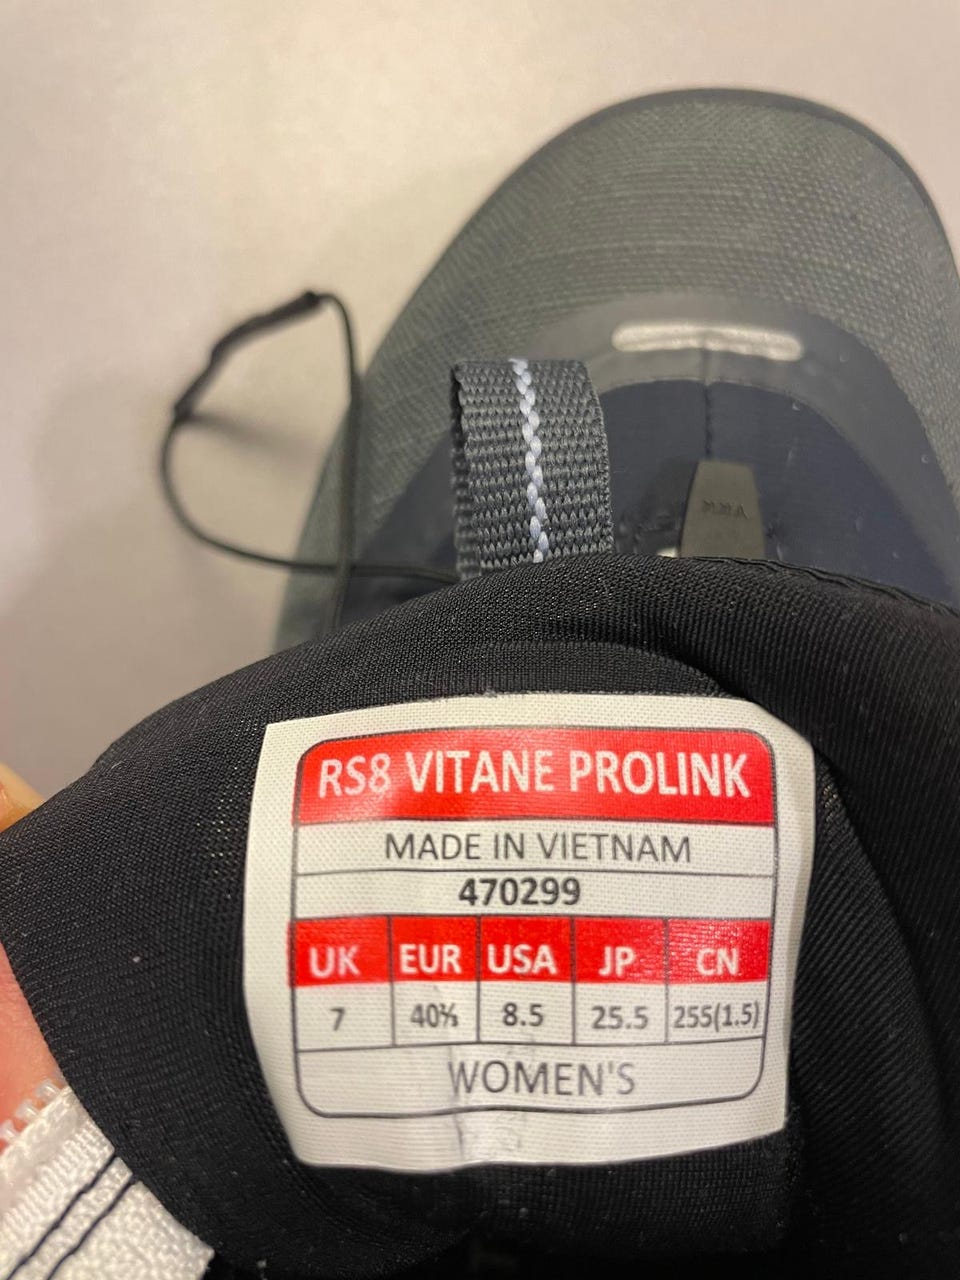 YKK
RS8 VITANE PROLINK
MADE IN VIETNAM
470299
UK EUR USA JP CN
7 40⅔ 8.5 25.5 255(1.5)
WOMEN'S